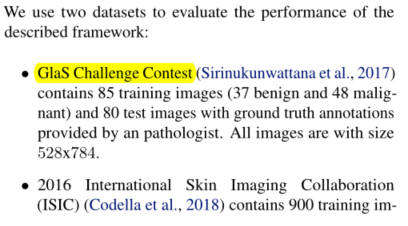 We use two datasets to evaluate the performance of the
described framework:
• GlaS Challenge Contest (Sirinukunwattana et al., 2017)
contains 85 training images (37 benign and 48 malig-
nant) and 80 test images with ground truth annotations
provided by an pathologist. All images are with size
528x784.
• 2016 International Skin Imaging Collaboration
(ISIC) (Codella et al., 2018) contains 900 training im-